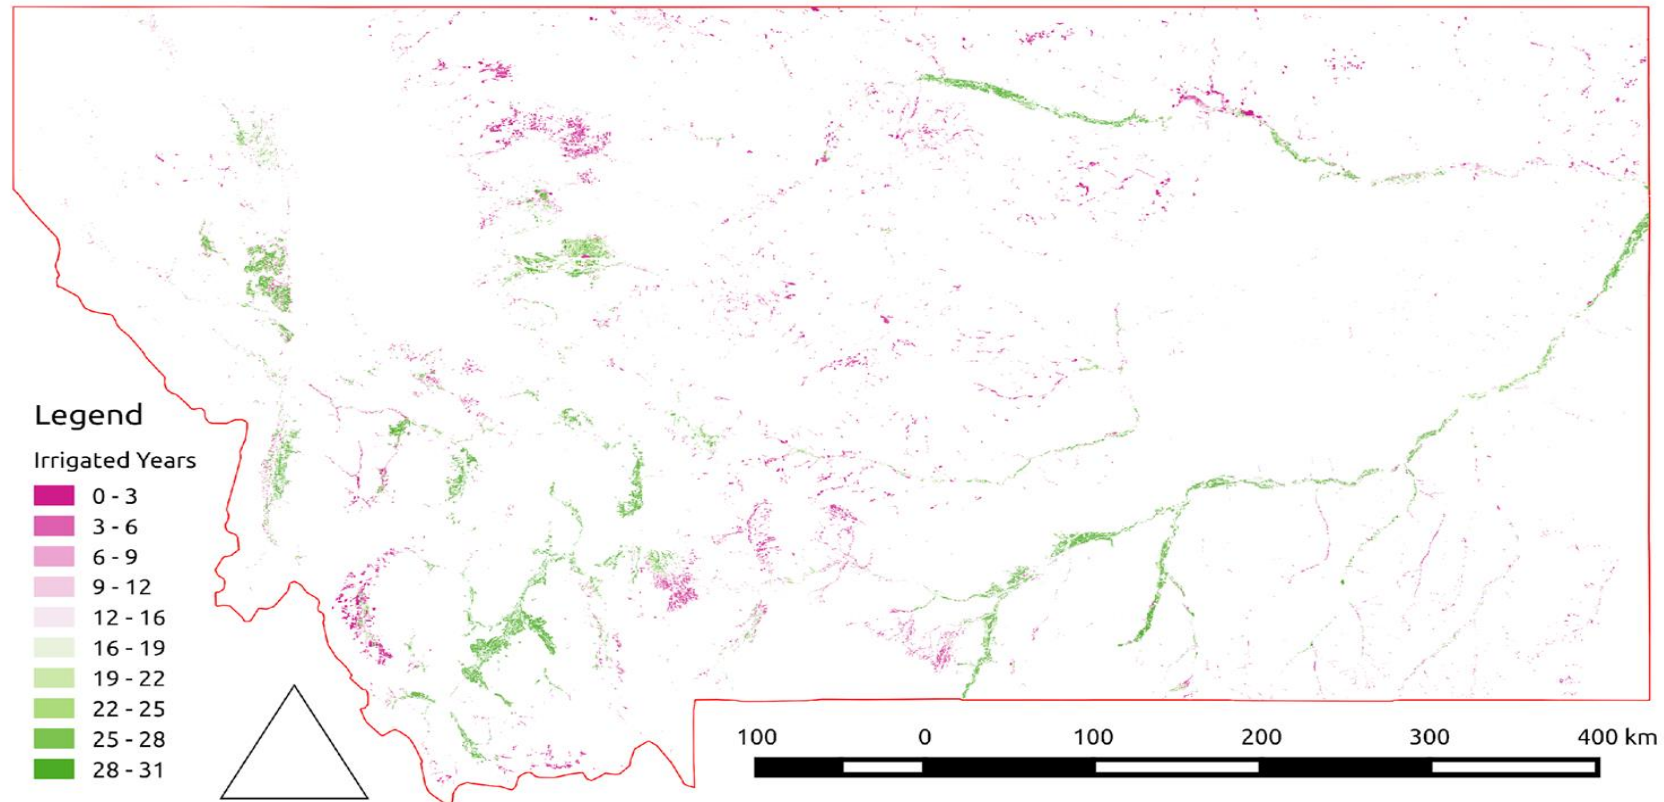 Legend
Irrigated Years
0 - 3
3 - 6
6 - 9
9 - 12
12 - 16
16 - 19
19 - 22
22 - 25
25 - 28
28 - 31
100 0 100 200 300 400 km